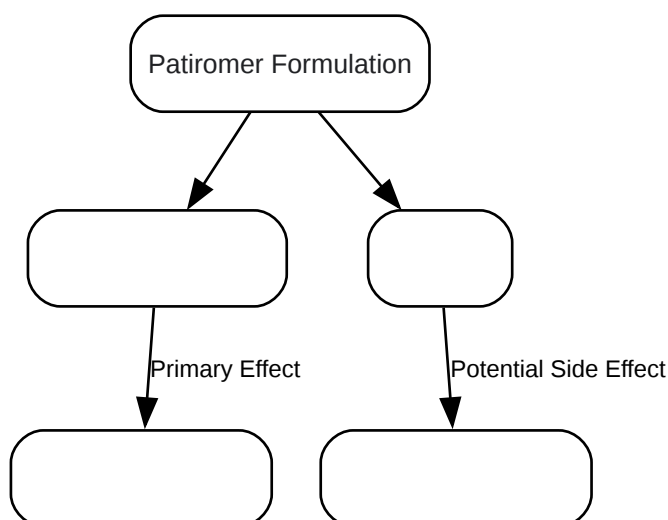 Patiromer Formulation
Primary Effect
Potential Side Effect